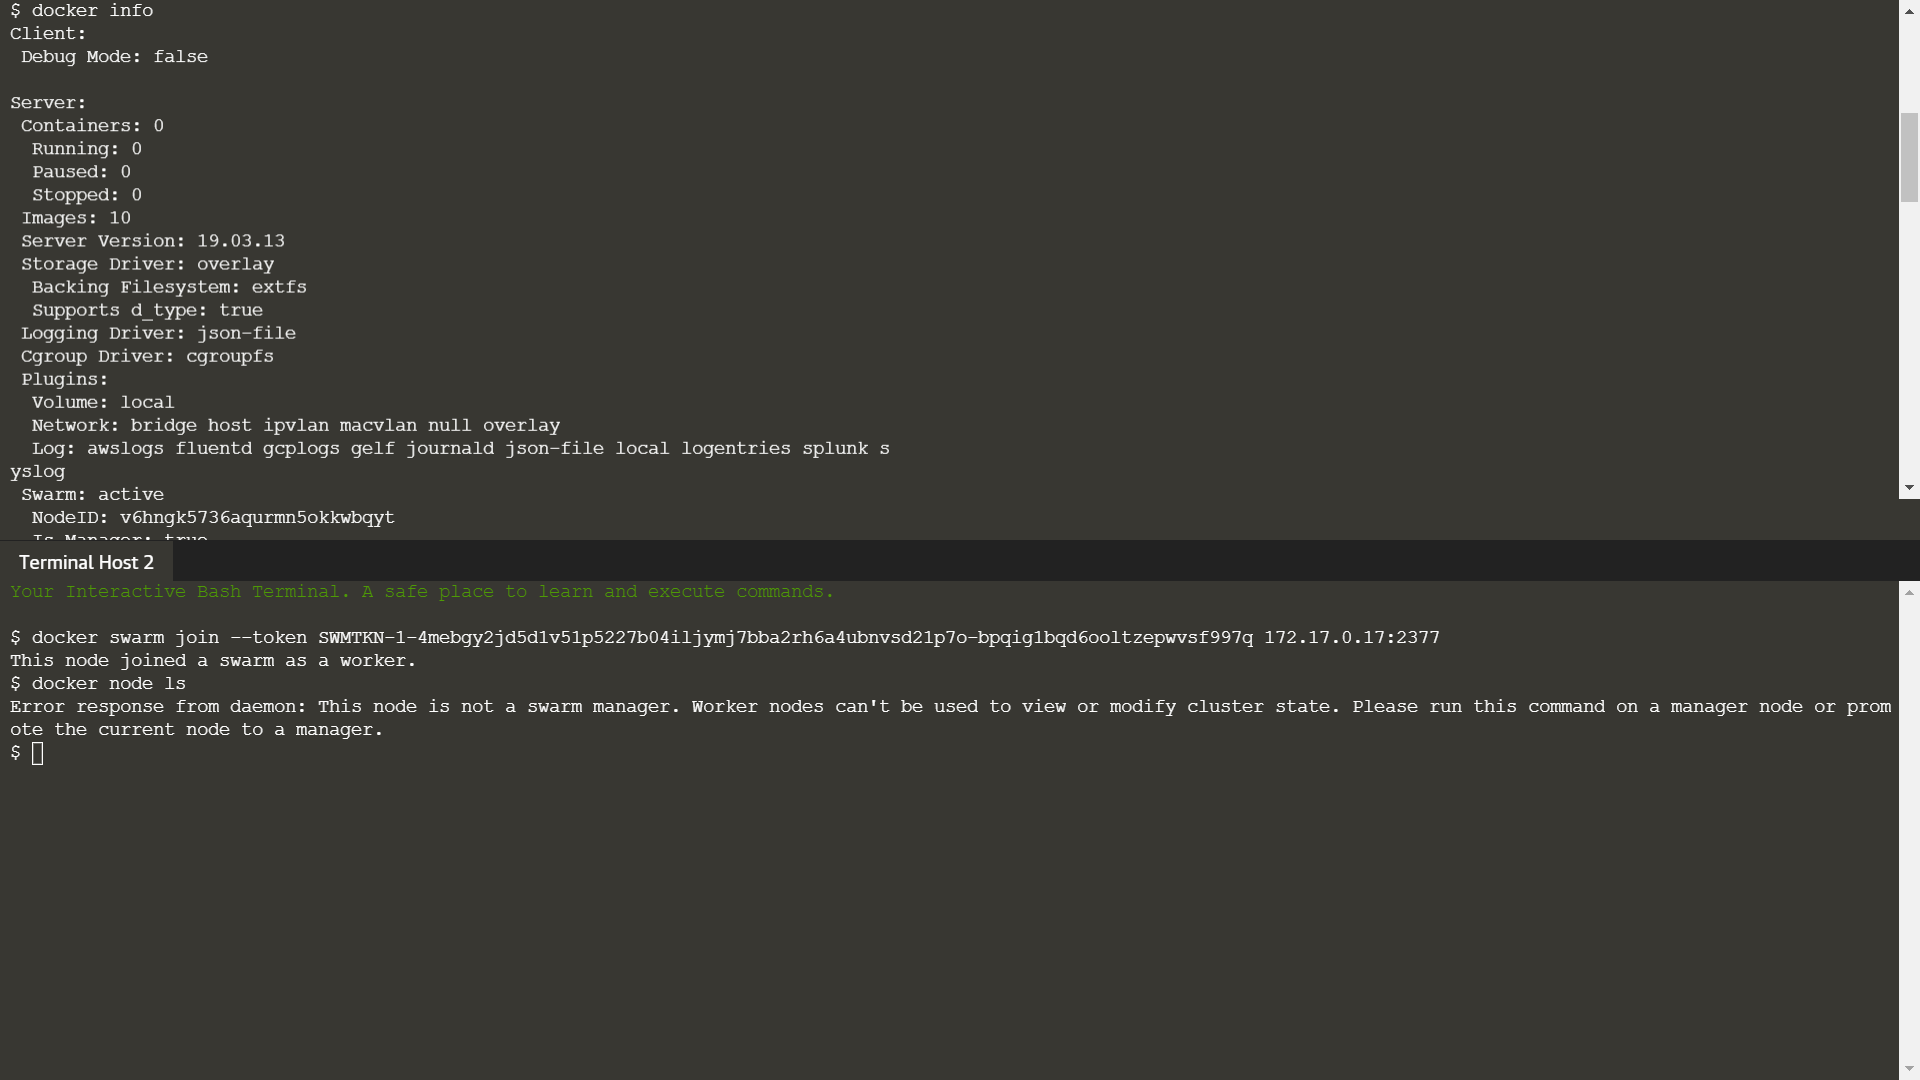 $ docker info
Client:
Debug Mode: false
Server:
Containers: 0
Running: 0
Paused: 0
Stopped: 0
Images: 10
Server Version: 19.03.13
Storage Driver: overlay
Backing Filesystem: extfs
Supports d_type: true
Logging Driver: json-file
Cgroup Driver: cgroupfs
Plugins:
Volume: local
Network: bridge host ipvlan macvlan null overlay
Log: awslogs fluentd gcplogs gelf journald json-file local logentries splunk s
yslog
Swarm: active
NodeID: v6hngk5736aqurmn5okkwbqyt
Is Manager: true
Terminal Host 2
Your Interactive Bash Terminal. A safe place to learn and execute commands.
$ docker swarm join --token SWMTKN-1-4mebgy2jd5d1v51p5227b04iljymj7bba2rh6a4ubnvsd21p7o-bpqig1bqd6ooltzepwvsf997q 172.17.0.17:2377
This node joined a swarm as a worker.
$ docker node ls
Error response from daemon: This node is not a swarm manager. Worker nodes can't be used to view or modify cluster state. Please run this command on a manager node or prom
ote the current node to a manager.
$